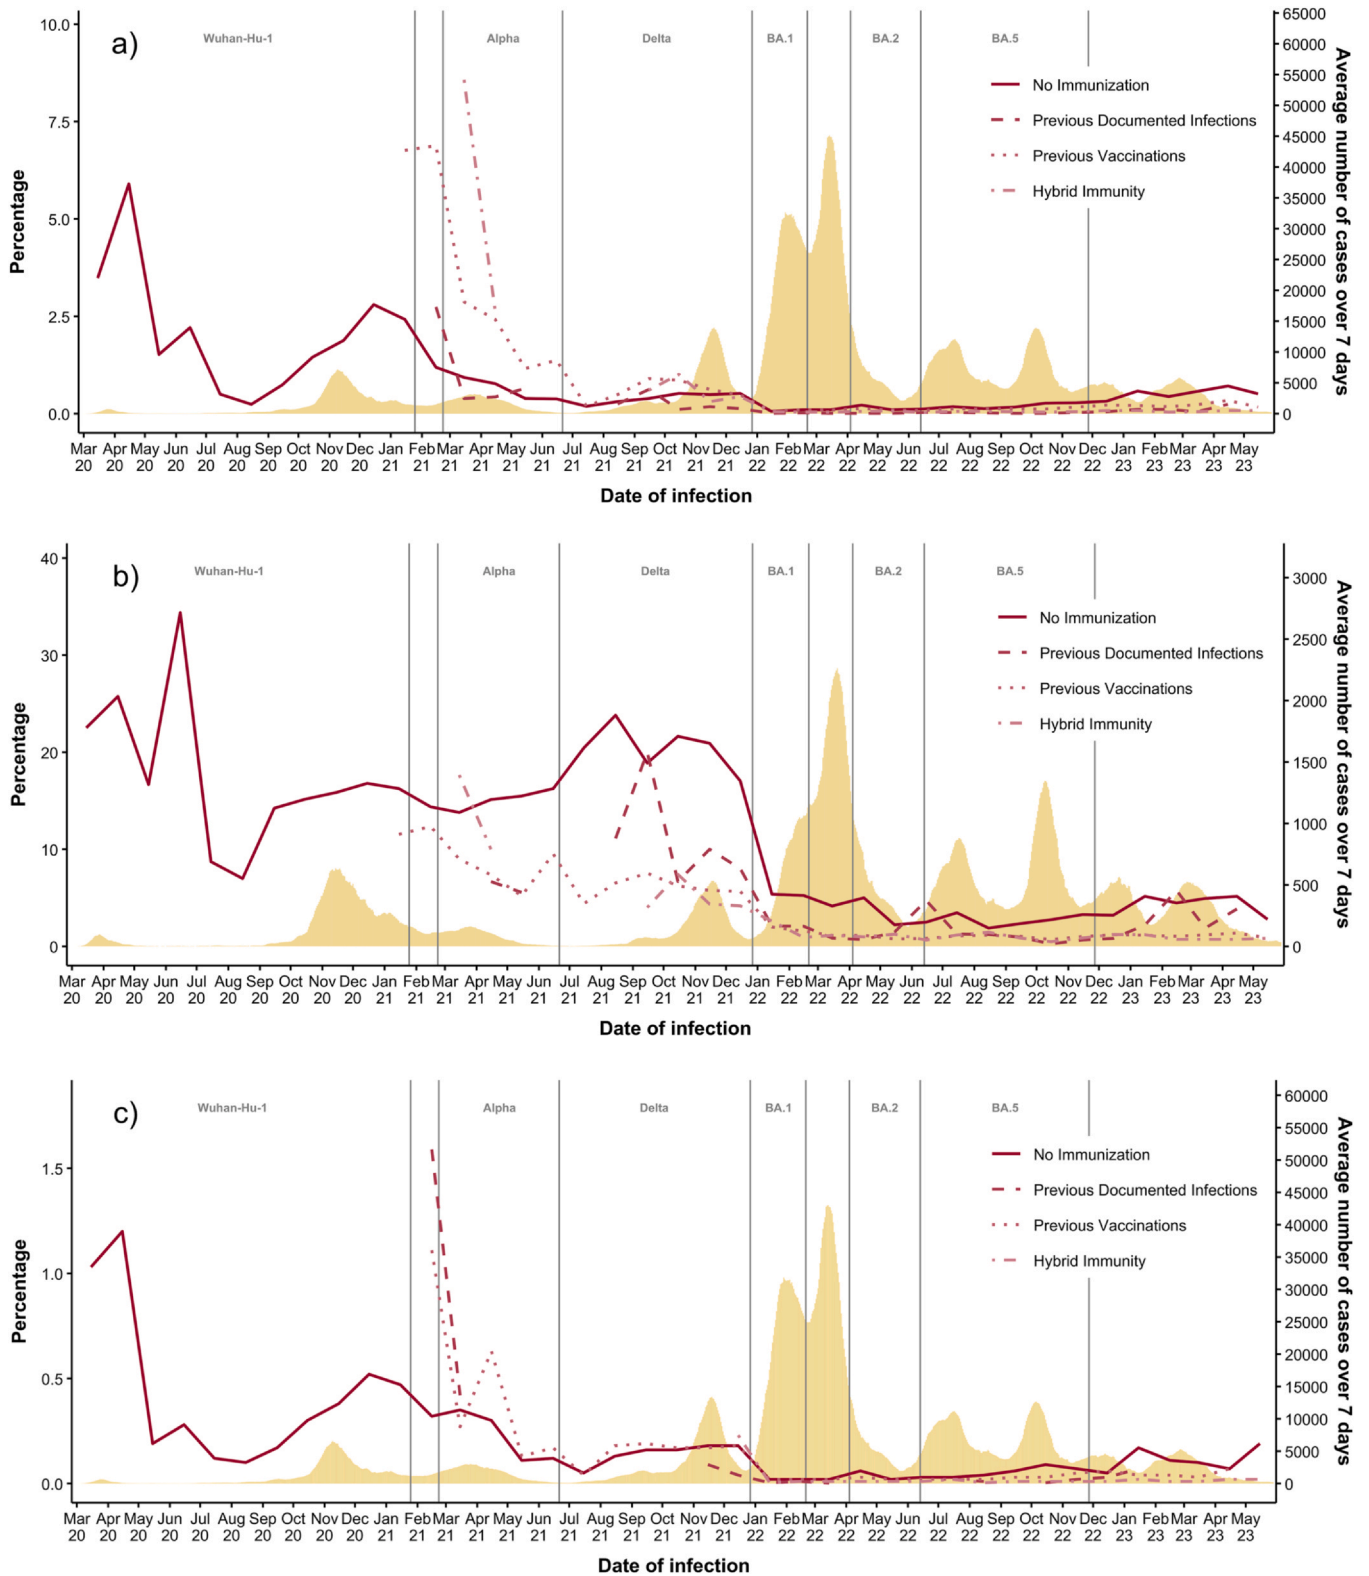 a)
Wuhan-Hu-1 Alpha Delta BA.1 BA.2 BA.5
No Immunization
Previous Documented Infections
Previous Vaccinations
Hybrid Immunity
Percentage
10.0
7.5
5.0
2.5
0.0
Average number of cases over 7 days
65000
60000
55000
50000
45000
40000
35000
30000
25000
20000
15000
10000
5000
0
Mar Apr May Jun Jul Aug Sep Oct Nov Dec Jan Feb Mar Apr May Jun Jul Aug Sep Oct Nov Dec Jan Feb Mar Apr May Jun Jul Aug Sep Oct Nov Dec Jan Feb Mar Apr May
20 20 20 20 20 20 20 20 20 20 21 21 21 21 21 21 21 21 21 21 21 21 22 22 22 22 22 22 22 22 22 22 22 22 23 23 23 23 23
Date of infection
b)
Wuhan-Hu-1 Alpha Delta BA.1 BA.2 BA.5
No Immunization
Previous Documented Infections
Previous Vaccinations
Hybrid Immunity
Percentage
40
30
20
10
0
Average number of cases over 7 days
3000
2500
2000
1500
1000
500
0
Mar Apr May Jun Jul Aug Sep Oct Nov Dec Jan Feb Mar Apr May Jun Jul Aug Sep Oct Nov Dec Jan Feb Mar Apr May Jun Jul Aug Sep Oct Nov Dec Jan Feb Mar Apr May
20 20 20 20 20 20 20 20 20 20 21 21 21 21 21 21 21 21 21 21 21 21 22 22 22 22 22 22 22 22 22 22 22 22 23 23 23 23 23
Date of infection
c)
Wuhan-Hu-1 Alpha Delta BA.1 BA.2 BA.5
No Immunization
Previous Documented Infections
Previous Vaccinations
Hybrid Immunity
Percentage
1.5
1.0
0.5
0.0
Average number of cases over 7 days
60000
55000
50000
45000
40000
35000
30000
25000
20000
15000
10000
5000
0
Mar Apr May Jun Jul Aug Sep Oct Nov Dec Jan Feb Mar Apr May Jun Jul Aug Sep Oct Nov Dec Jan Feb Mar Apr May Jun Jul Aug Sep Oct Nov Dec Jan Feb Mar Apr May
20 20 20 20 20 20 20 20 20 20 21 21 21 21 21 21 21 21 21 21 21 21 22 22 22 22 22 22 22 22 22 22 22 22 23 23 23 23 23
Date of infection